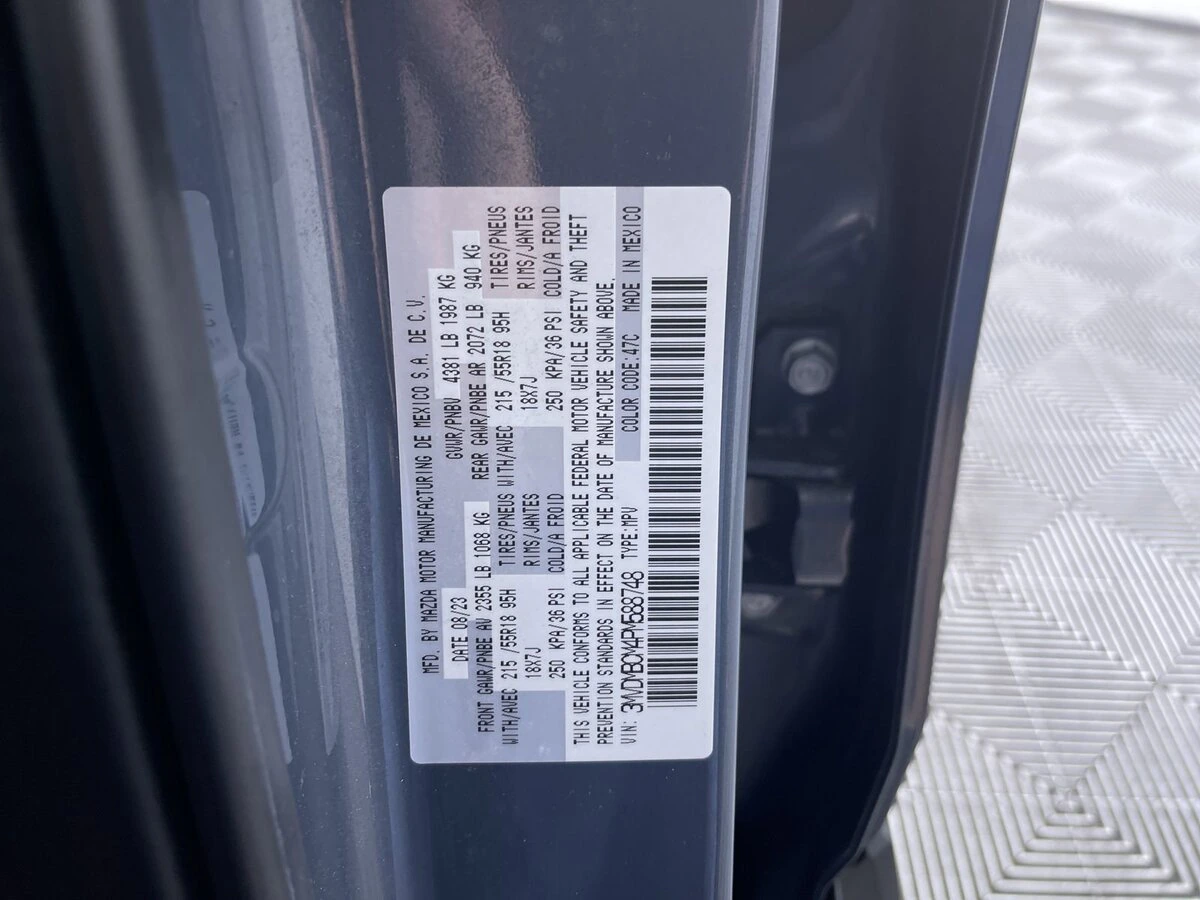 MFD. BY MAZDA MOTOR MANUFACTURING DE MEXICO S.A. DE C.V.
DATE 08/23 GVWR/PNBV 4381 LB 1987 KG
FRONT GAWR/PNBE AV 2355 LB 1068 KG REAR GAWR/PNBE AR 2072 LB 940 KG
WITH/AVEC 215 /55R18 95H TIRES/PNEUS WITH/AVEC 215 /55R18 95H TIRES/PNEUS
18X7J RIMS/JANTES 18X7J RIMS/JANTES
250 KPA/36 PSI COLD/A FROID 250 KPA/36 PSI COLD/A FROID
THIS VEHICLE CONFORMS TO ALL APPLICABLE FEDERAL MOTOR VEHICLE SAFETY AND THEFT
PREVENTION STANDARDS IN EFFECT ON THE DATE OF MANUFACTURE SHOWN ABOVE.
VIN: 3MVDMBCY4PM588748 TYPE:MPV COLOR CODE:47C MADE IN MEXICO